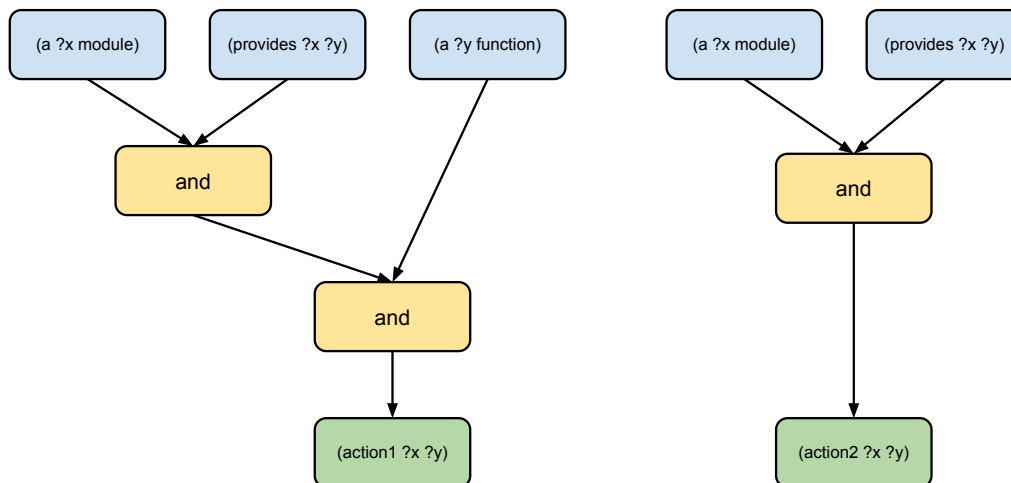 (a ?x module)
(provides ?x ?y)
(a ?y function)
(a ?x module)
(provides ?x ?y)
and
and
and
(action1 ?x ?y)
(action2 ?x ?y)